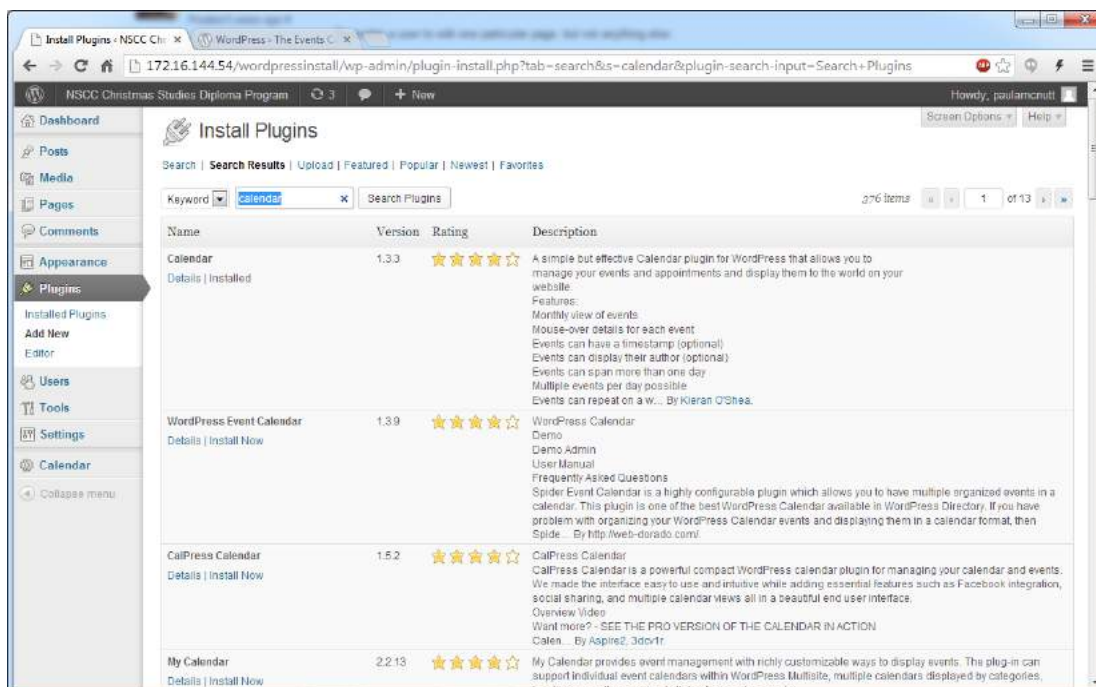 Install Plugins ‹ NSCC Chr
WordPress › The Events C
172.16.144.54/wordpressinstall/wp-admin/plugin-install.php?tab=search&s=calendar&plugin-search-input=Search+Plugins
NSCC Christmas Studies Diploma Program 3 + New Howdy, paulamcnutt
Screen Options Help
Dashboard
Posts
Media
Pages
Comments
Appearance
Plugins
Installed Plugins
Add New
Editor
Users
Tools
Settings
Calendar
Collapse menu
Install Plugins
Search | Search Results | Upload | Featured | Popular | Newest | Favorites
Keyword calendar Search Plugins 276 items « ‹ 1 of 13 › »
Name Version Rating Description
Calendar 1.3.3 A simple but effective Calendar plugin for WordPress that allows you to
Details | Installed manage your events and appointments and display them to the world on your
website.
Features:
Monthly view of events
Mouse-over details for each event
Events can have a timestamp (optional)
Events can display their author (optional)
Events can span more than one day
Multiple events per day possible
Events can repeat on a w... By Kieran O'Shea.
WordPress Event Calendar 1.3.9 WordPress Calendar
Details | Install Now Demo
Demo Admin
User Manual
Frequently Asked Questions
Spider Event Calendar is a highly configurable plugin which allows you to have multiple organized events in a
calendar. This plugin is one of the best WordPress Calendar available in WordPress Directory. If you have
problem with organizing your WordPress Calendar events and displaying them in a calendar format, then
Spide... By http://web-dorado.com/.
CalPress Calendar 1.5.2 CalPress Calendar
Details | Install Now CalPress Calendar is a powerful compact WordPress calendar plugin for managing your calendar and events.
We made the interface easy to use and intuitive while adding essential features such as Facebook integration,
social sharing, and multiple calendar views all in a beautiful end user interface.
Overview Video
Want more? - SEE THE PRO VERSION OF THE CALENDAR IN ACTION
Calen... By Aspire2, 3dcv1r.
My Calendar 2.2.13 My Calendar provides event management with richly customizable ways to display events. The plug-in can
Details | Install Now support individual event calendars within WordPress Multisite, multiple calendars displayed by categories,